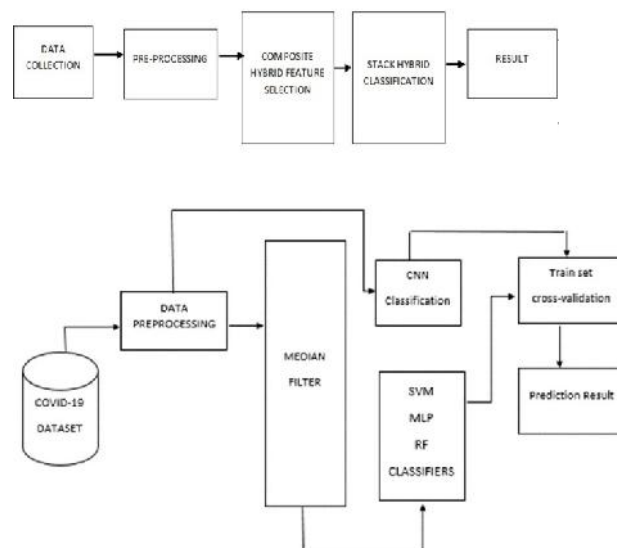 DATA
COLLECTION
PRE-PROCESSING
COMPOSITE
HYBRID FEATURE
SELECTION
STACK HYBRID
CLASSIFICATION
RESULT
COVID-19
DATASET
DATA
PREPROCESSING
MEDIAN
FILTER
CNN
Classification
SVM
MLP
RF
CLASSIFIERS
Train set
cross-validation
Prediction Result